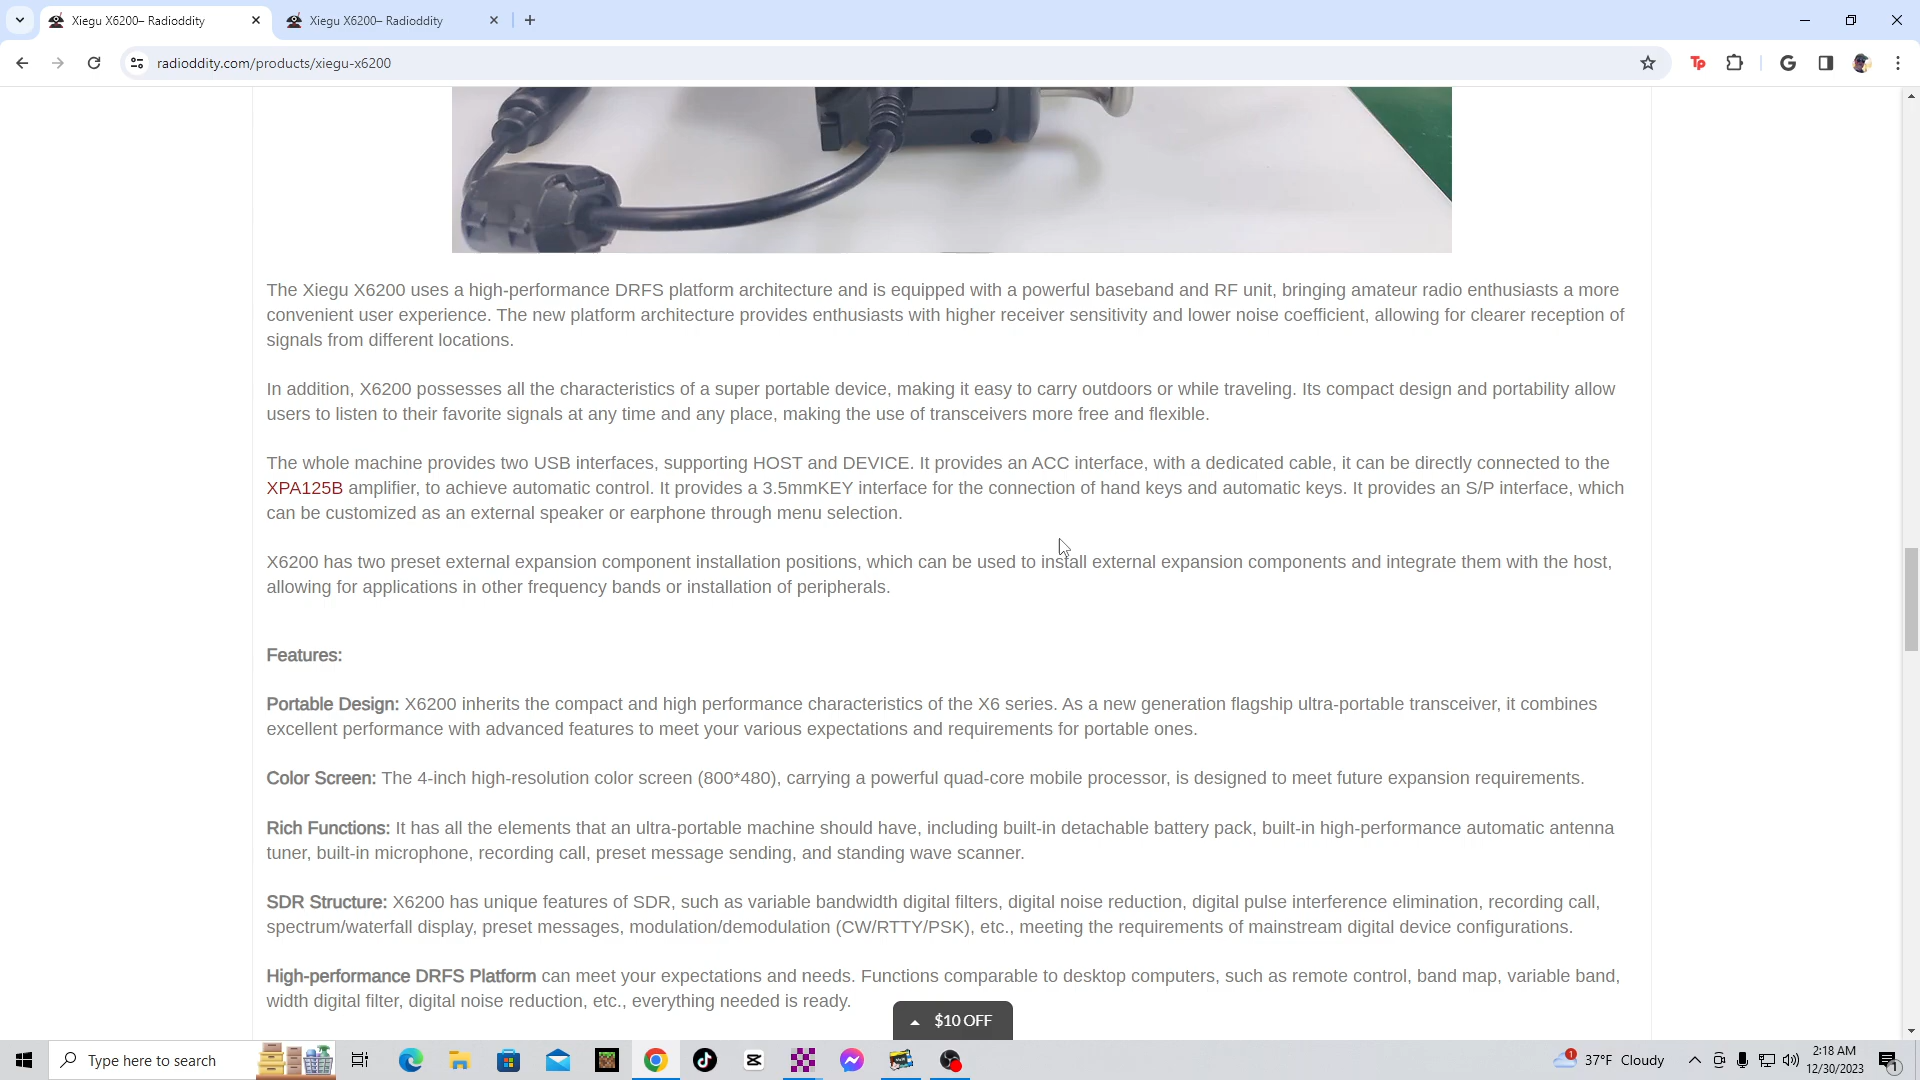 Xiegu X6200– Radioddity
Xiegu X6200– Radioddity
radioddity.com/products/xiegu-x6200
Tp
The Xiegu X6200 uses a high-performance DRFS platform architecture and is equipped with a powerful baseband and RF unit, bringing amateur radio enthusiasts a more
convenient user experience. The new platform architecture provides enthusiasts with higher receiver sensitivity and lower noise coefficient, allowing for clearer reception of
signals from different locations.
In addition, X6200 possesses all the characteristics of a super portable device, making it easy to carry outdoors or while traveling. Its compact design and portability allow
users to listen to their favorite signals at any time and any place, making the use of transceivers more free and flexible.
The whole machine provides two USB interfaces, supporting HOST and DEVICE. It provides an ACC interface, with a dedicated cable, it can be directly connected to the
XPA125B amplifier, to achieve automatic control. It provides a 3.5mmKEY interface for the connection of hand keys and automatic keys. It provides an S/P interface, which
can be customized as an external speaker or earphone through menu selection.
X6200 has two preset external expansion component installation positions, which can be used to install external expansion components and integrate them with the host,
allowing for applications in other frequency bands or installation of peripherals.
Features:
Portable Design: X6200 inherits the compact and high performance characteristics of the X6 series. As a new generation flagship ultra-portable transceiver, it combines
excellent performance with advanced features to meet your various expectations and requirements for portable ones.
Color Screen: The 4-inch high-resolution color screen (800*480), carrying a powerful quad-core mobile processor, is designed to meet future expansion requirements.
Rich Functions: It has all the elements that an ultra-portable machine should have, including built-in detachable battery pack, built-in high-performance automatic antenna
tuner, built-in microphone, recording call, preset message sending, and standing wave scanner.
SDR Structure: X6200 has unique features of SDR, such as variable bandwidth digital filters, digital noise reduction, digital pulse interference elimination, recording call,
spectrum/waterfall display, preset messages, modulation/demodulation (CW/RTTY/PSK), etc., meeting the requirements of mainstream digital device configurations.
High-performance DRFS Platform can meet your expectations and needs. Functions comparable to desktop computers, such as remote control, band map, variable band,
width digital filter, digital noise reduction, etc., everything needed is ready.
$10 OFF
Type here to search
1
37°F Cloudy
2:18 AM
12/30/2023
1